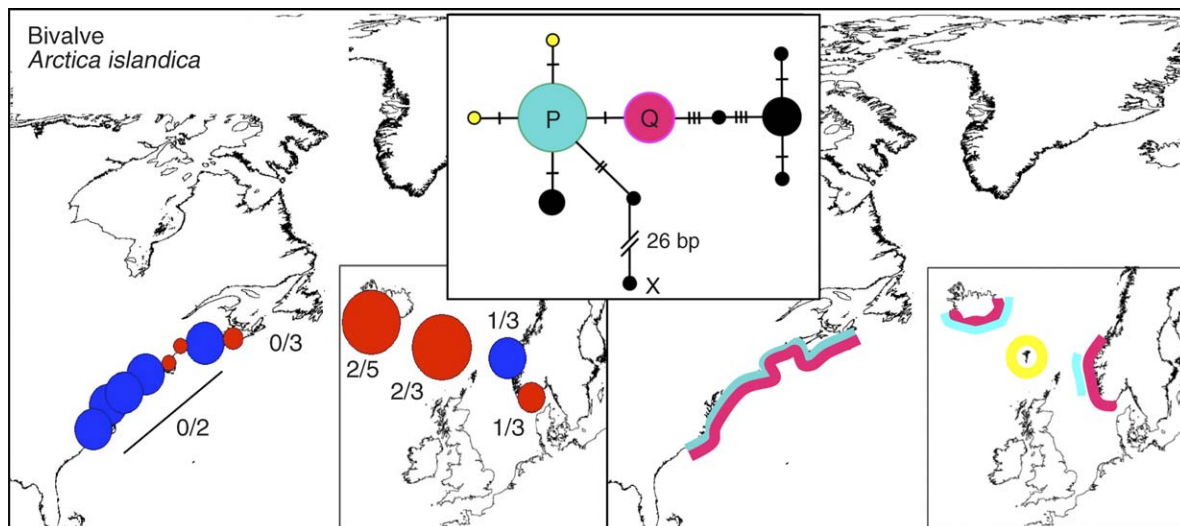 Bivalve
Arctica islandica
P
Q
26 bp
X
0/3
0/2
2/5
2/3
1/3
1/3